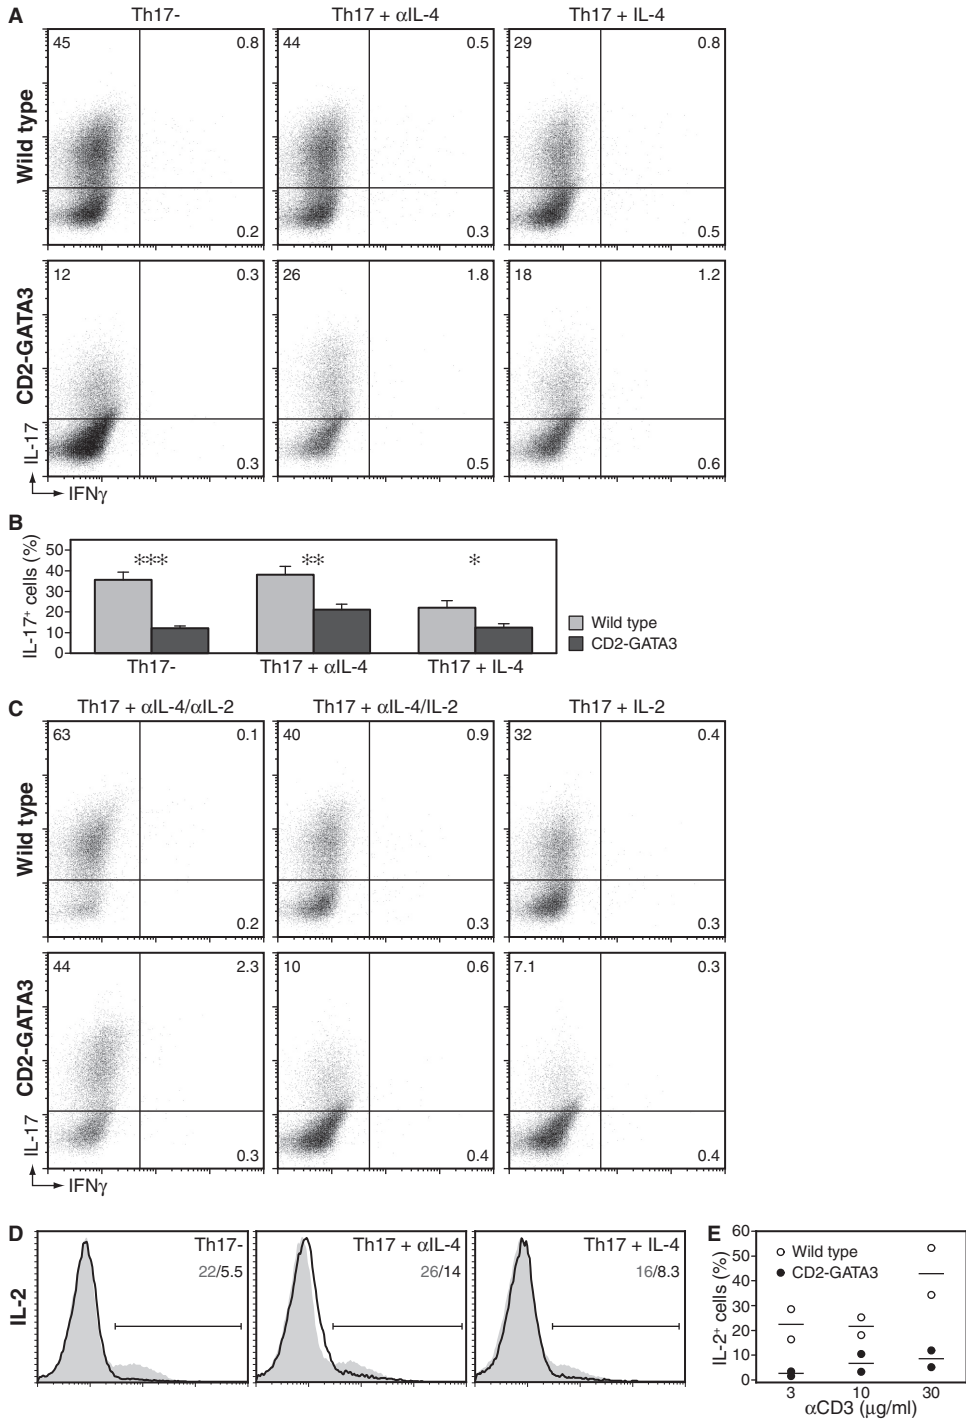 A
Th17- Th17 + αIL-4 Th17 + IL-4
Wild type
45 0.8 44 0.5 29 0.8
0.2 0.3 0.5
CD2-GATA3
12 0.3 26 1.8 18 1.2
0.3 0.5 0.6
IL-17
IFNγ
B
IL-17+ cells (%)
50
40
30
20
10
0
*** ** *
Th17- Th17 + αIL-4 Th17 + IL-4
Wild type
CD2-GATA3
C
Th17 + αIL-4/αIL-2 Th17 + αIL-4/IL-2 Th17 + IL-2
Wild type
63 0.1 40 0.9 32 0.4
0.2 0.3 0.3
CD2-GATA3
44 2.3 10 0.6 7.1 0.3
0.3 0.4 0.4
IL-17
IFNγ
D
IL-2
Th17- Th17 + αIL-4 Th17 + IL-4
22/5.5 26/14 16/8.3
E
IL-2+ cells (%)
60
50
40
30
20
10
0
Wild type
CD2-GATA3
3 10 30
αCD3 (μg/ml)